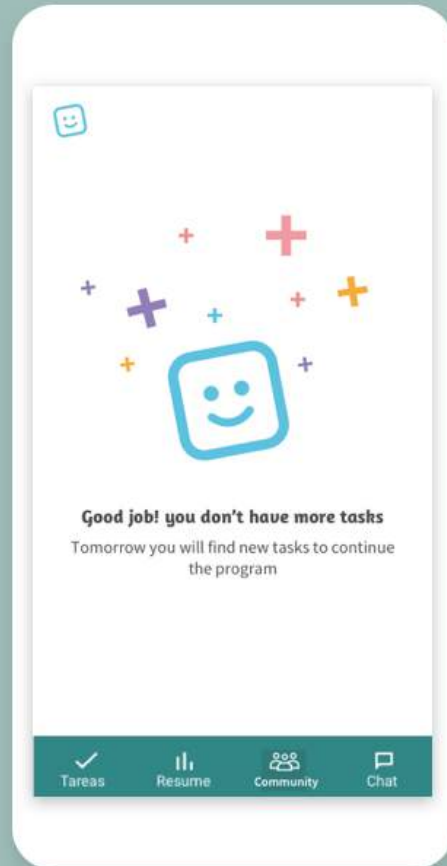 Good job! you don't have more tasks
Tomorrow you will find new tasks to continue
the program
Tareas
Resume
Community
Chat